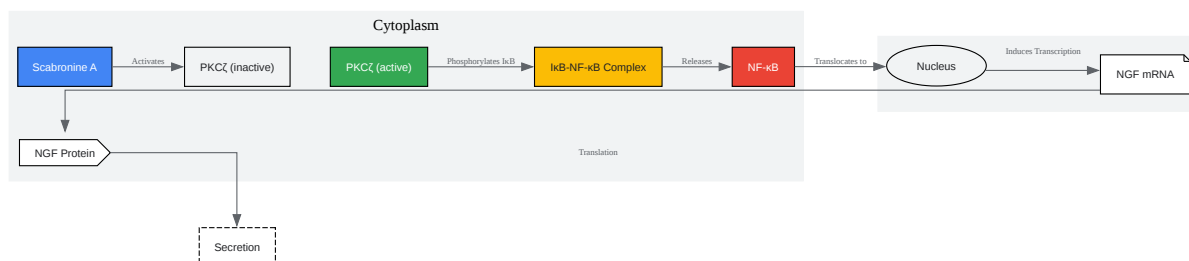 Cytoplasm
Scabronine A
Activates
PKCζ (inactive)
PKCζ (active)
Phosphorylates IκB
IκB-NF-κB Complex
Releases
NF-κB
Translocates to
Nucleus
Induces Transcription
NGF mRNA
NGF Protein
Translation
Secretion